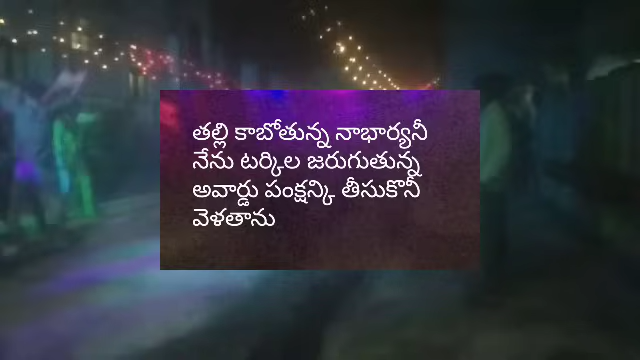 తల్లి కాబోతున్న నాభార్యనీ
నేను టర్కిల జరుగుతున్న
అవార్డు పంక్షన్కి తీసుకొనీ
వెళతాను